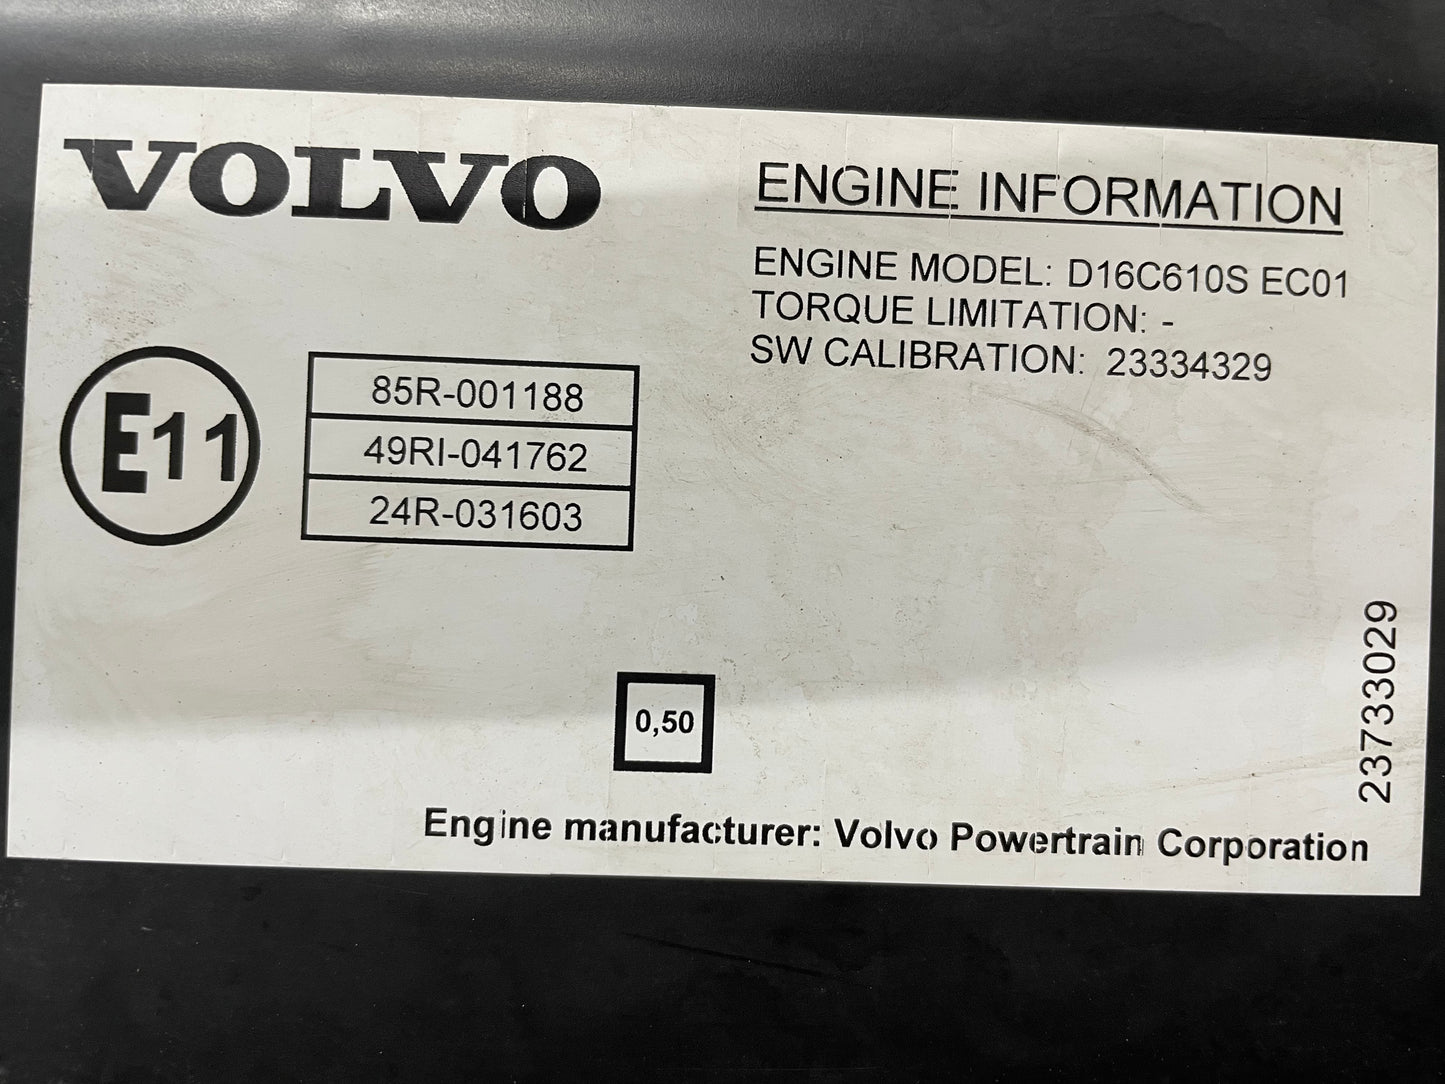 VOLVO
ENGINE INFORMATION
ENGINE MODEL: D16C610S EC01
TORQUE LIMITATION: -
SW CALIBRATION: 23334329
E11
85R-001188
49RI-041762
24R-031603
0,50
23733029
Engine manufacturer: Volvo Powertrain Corporation